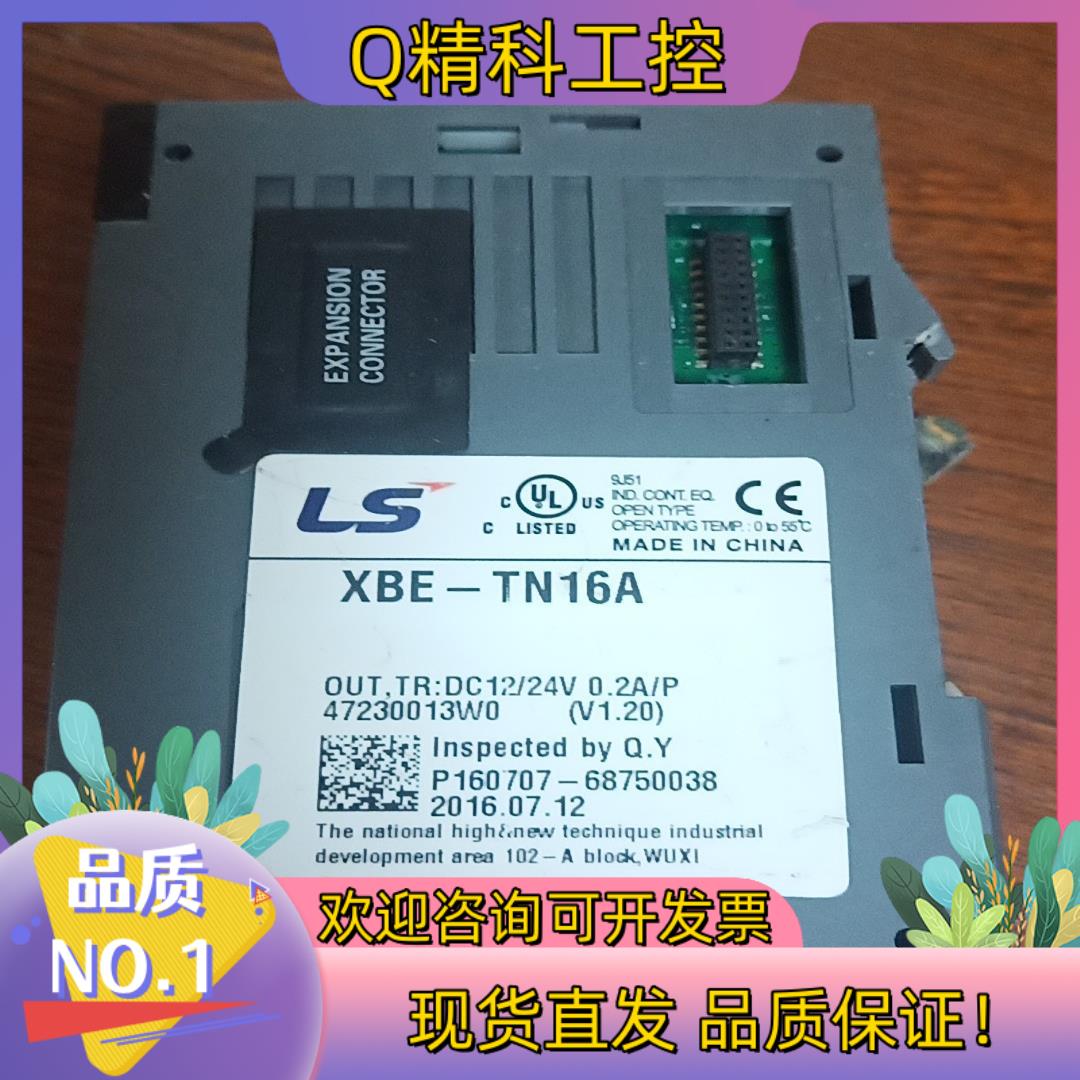 Q精科工控
EXPANSION
CONNECTOR
LS
C UL US
C LISTED
9J51
IND. CONT. EQ.
OPEN TYPE
OPERATING TEMP. : 0 to 55℃
CE
MADE IN CHINA
XBE-TN16A
OUT,TR:DC12/24V 0.2A/P
47230013W0 (V1.20)
Inspected by Q.Y
P160707-68750038
2016.07.12
The national high&new technique industrial
development area 102-A block,WUXI
品质
NO.1
欢迎咨询可开发票
现货直发 品质保证!